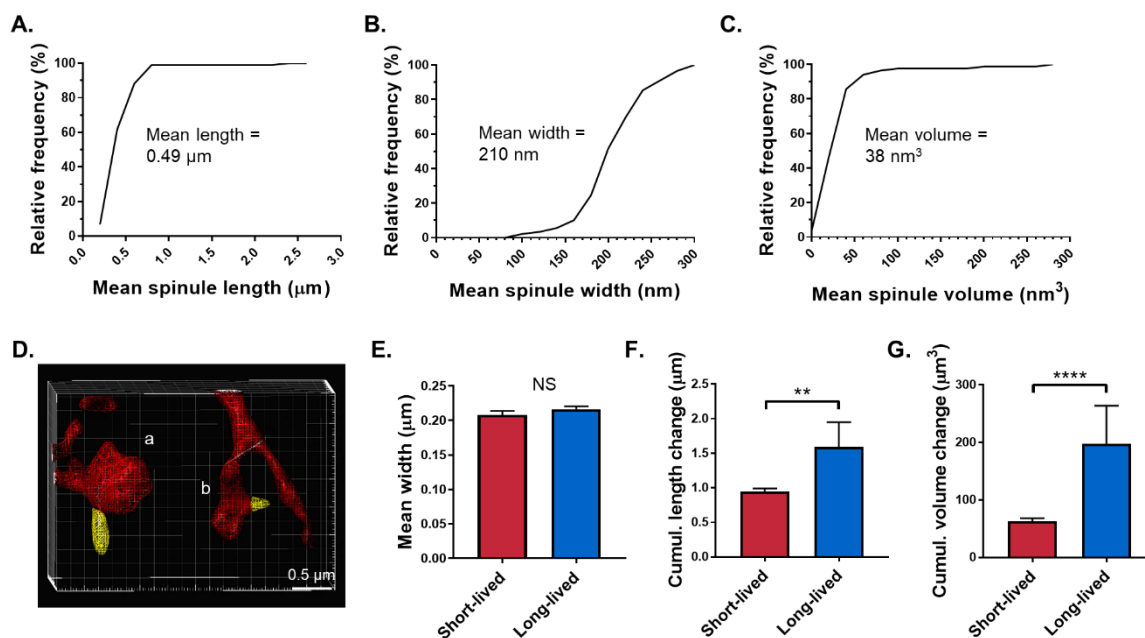 A.
Relative frequency (%)
100
80
60
40
20
0
Mean length =
0.49 µm
0.0
0.5
1.0
1.5
2.0
2.5
3.0
Mean spinule length (µm)
B.
Relative frequency (%)
100
80
60
40
20
0
Mean width =
210 nm
0
100
200
300
Mean spinule width (nm)
C.
Relative frequency (%)
100
80
60
40
20
0
Mean volume =
38 nm³
0
50
100
150
200
250
300
Mean spinule volume (nm³)
D.
a
b
0.5 µm
E.
Mean width (µm)
0.25
0.20
0.15
0.10
0.05
0.00
NS
Short-lived
Long-lived
F.
Cumul. length change (µm)
2.5
2.0
1.5
1.0
0.5
0.0
**
Short-lived
Long-lived
G.
Cumul. volume change (µm³)
300
200
100
0
****
Short-lived
Long-lived